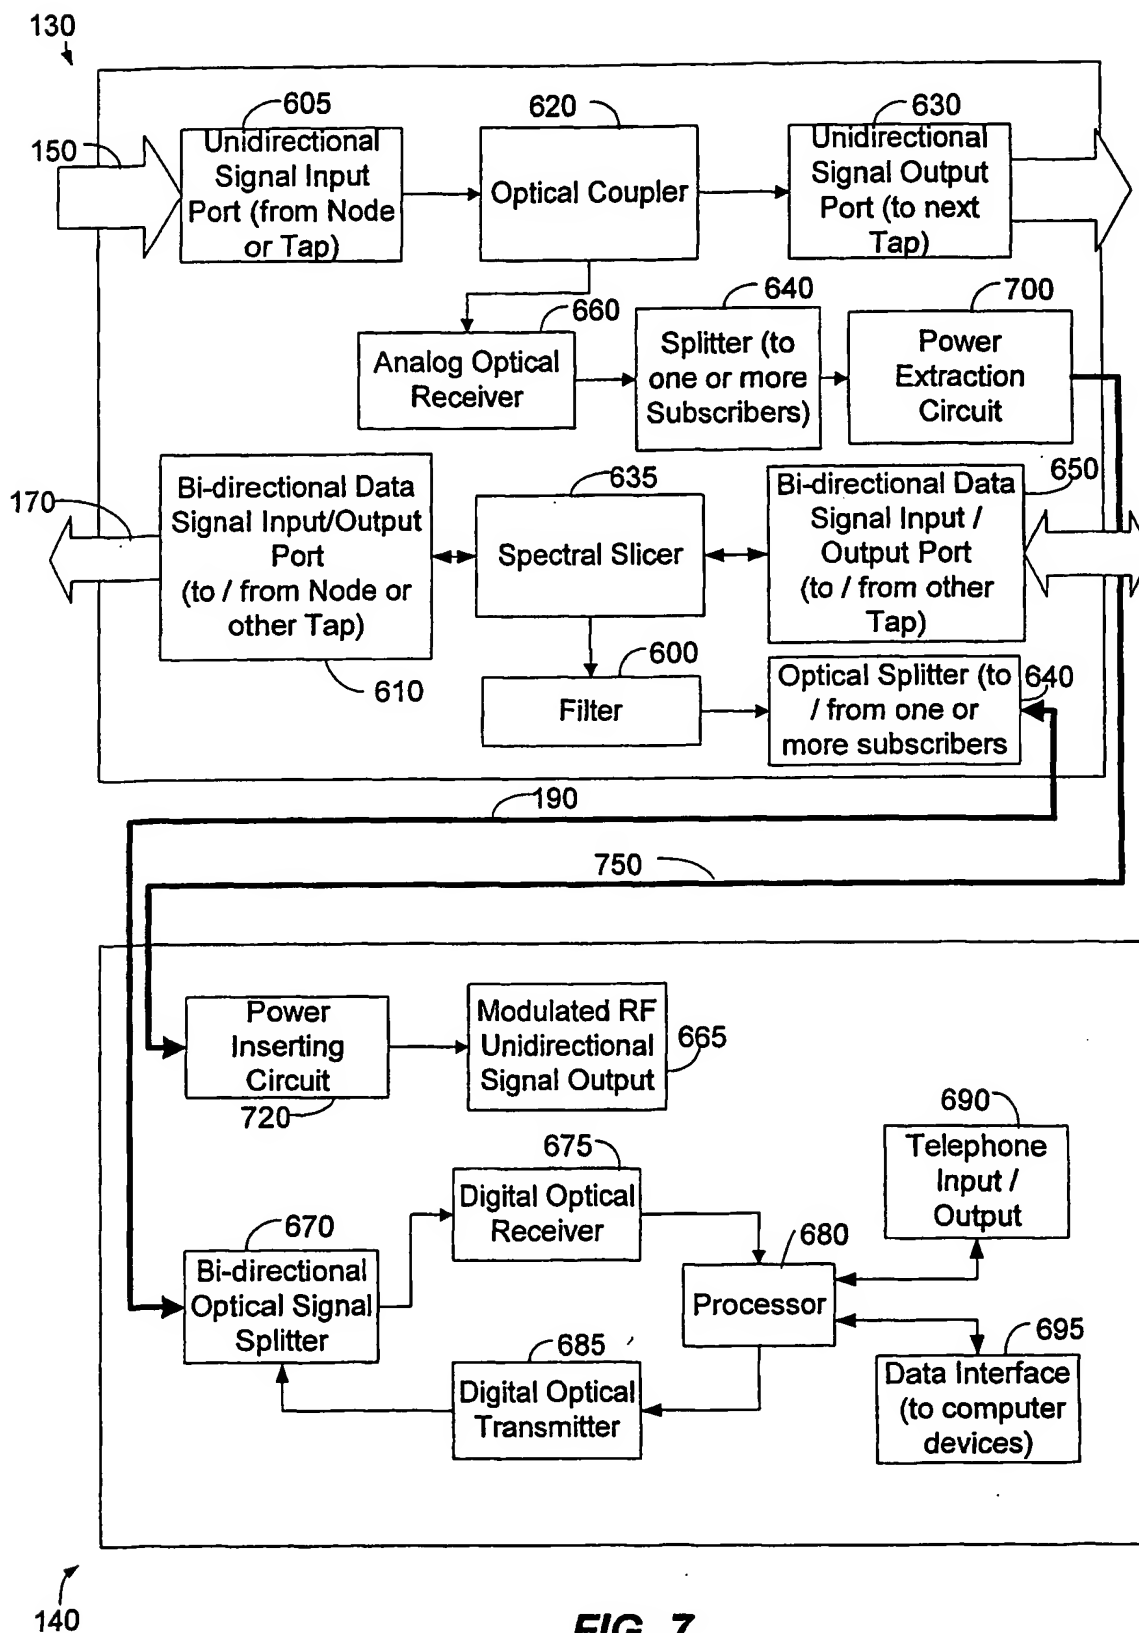 130
605
620
630
150
Unidirectional
Signal Input
Port (from Node
or Tap)
Optical Coupler
Unidirectional
Signal Output
Port (to next
Tap)
660
640
700
Analog Optical
Receiver
Splitter (to
one or more
Subscribers)
Power
Extraction
Circuit
170
635
650
Bi-directional Data
Signal Input/Output
Port
(to / from Node or
other Tap)
Spectral Slicer
Bi-directional Data
Signal Input /
Output Port
(to / from other
Tap)
610
600
640
Filter
Optical Splitter (to
/ from one or
more subscribers
190
750
Power
Inserting
Circuit
720
Modulated RF
Unidirectional
Signal Output
665
675
690
Digital Optical
Receiver
Telephone
Input /
Output
670
680
Bi-directional
Optical Signal
Splitter
Processor
685
695
Digital Optical
Transmitter
Data Interface
(to computer
devices)
140
FIG. 7